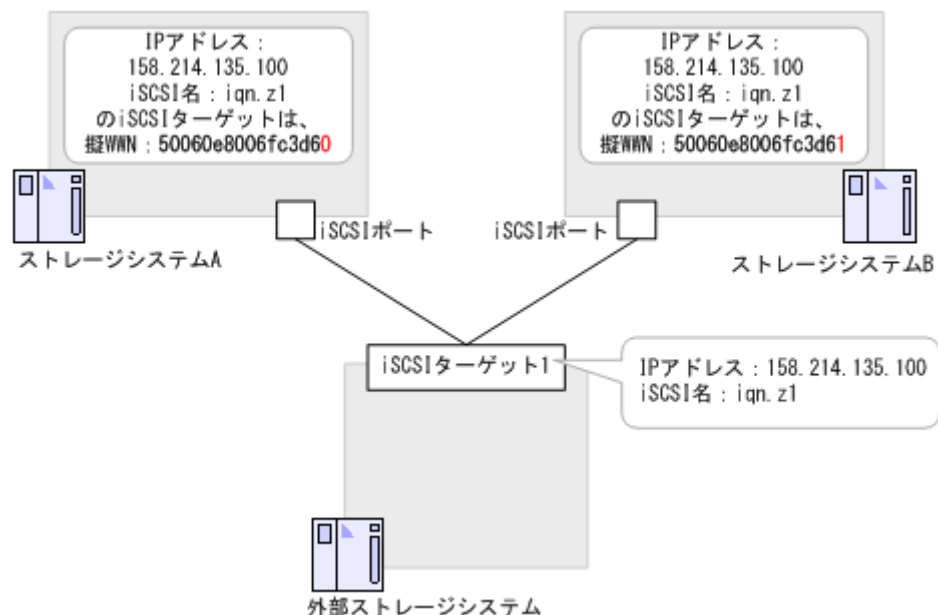 IPアドレス：
158.214.135.100
iSCSI名：iqn.z1
のiSCSIターゲットは、
擬WWN：50060e8006fc3d60
IPアドレス：
158.214.135.100
iSCSI名：iqn.z1
のiSCSIターゲットは、
擬WWN：50060e8006fc3d61
iSCSIポート
iSCSIポート
ストレージシステムA
ストレージシステムB
iSCSIターゲット1
IPアドレス：158.214.135.100
iSCSI名：iqn.z1
外部ストレージシステム